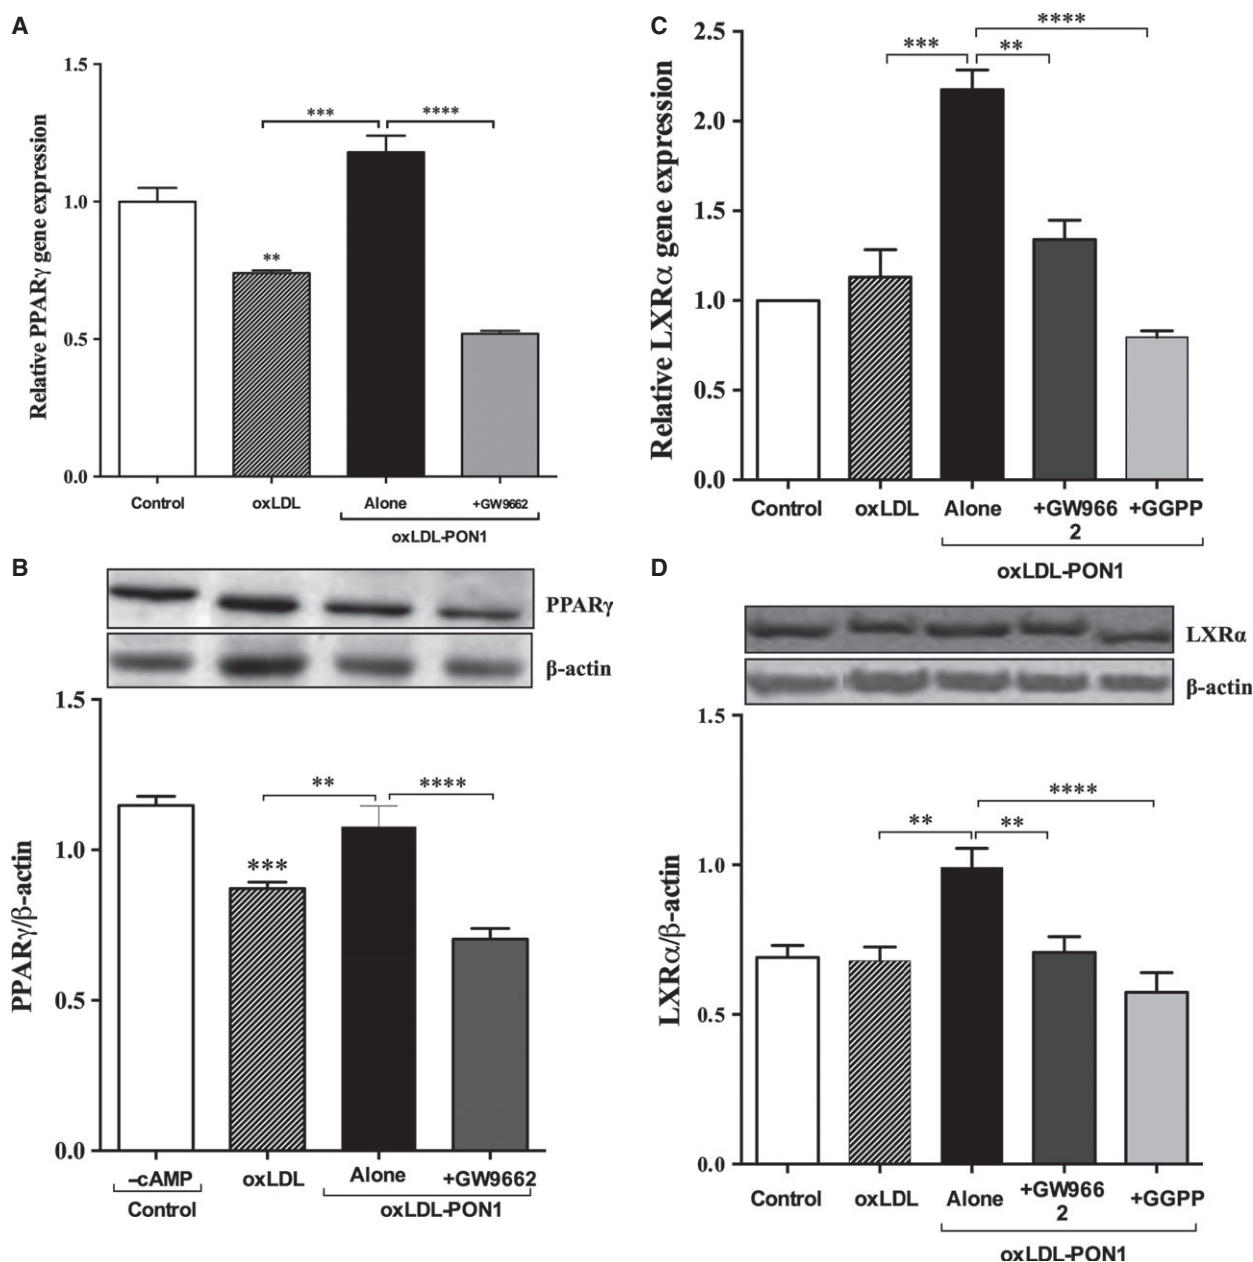 A
Relative PPARγ gene expression
1.5
1.0
0.5
0.0
***
****
**
Control
oxLDL
Alone
+GW9662
oxLDL-PON1
B
PPARγ
β-actin
PPARγ/β-actin
1.5
1.0
0.5
0.0
**
****
***
–cAMP
Control
oxLDL
Alone
+GW9662
oxLDL-PON1
C
Relative LXRα gene expression
2.5
2.0
1.5
1.0
0.5
0.0
****
***
**
Control
oxLDL
Alone
+GW966
2
+GGPP
oxLDL-PON1
D
LXRα
β-actin
LXRα/β-actin
1.5
1.0
0.5
0.0
****
**
**
Control
oxLDL
Alone
+GW966
2
+GGPP
oxLDL-PON1